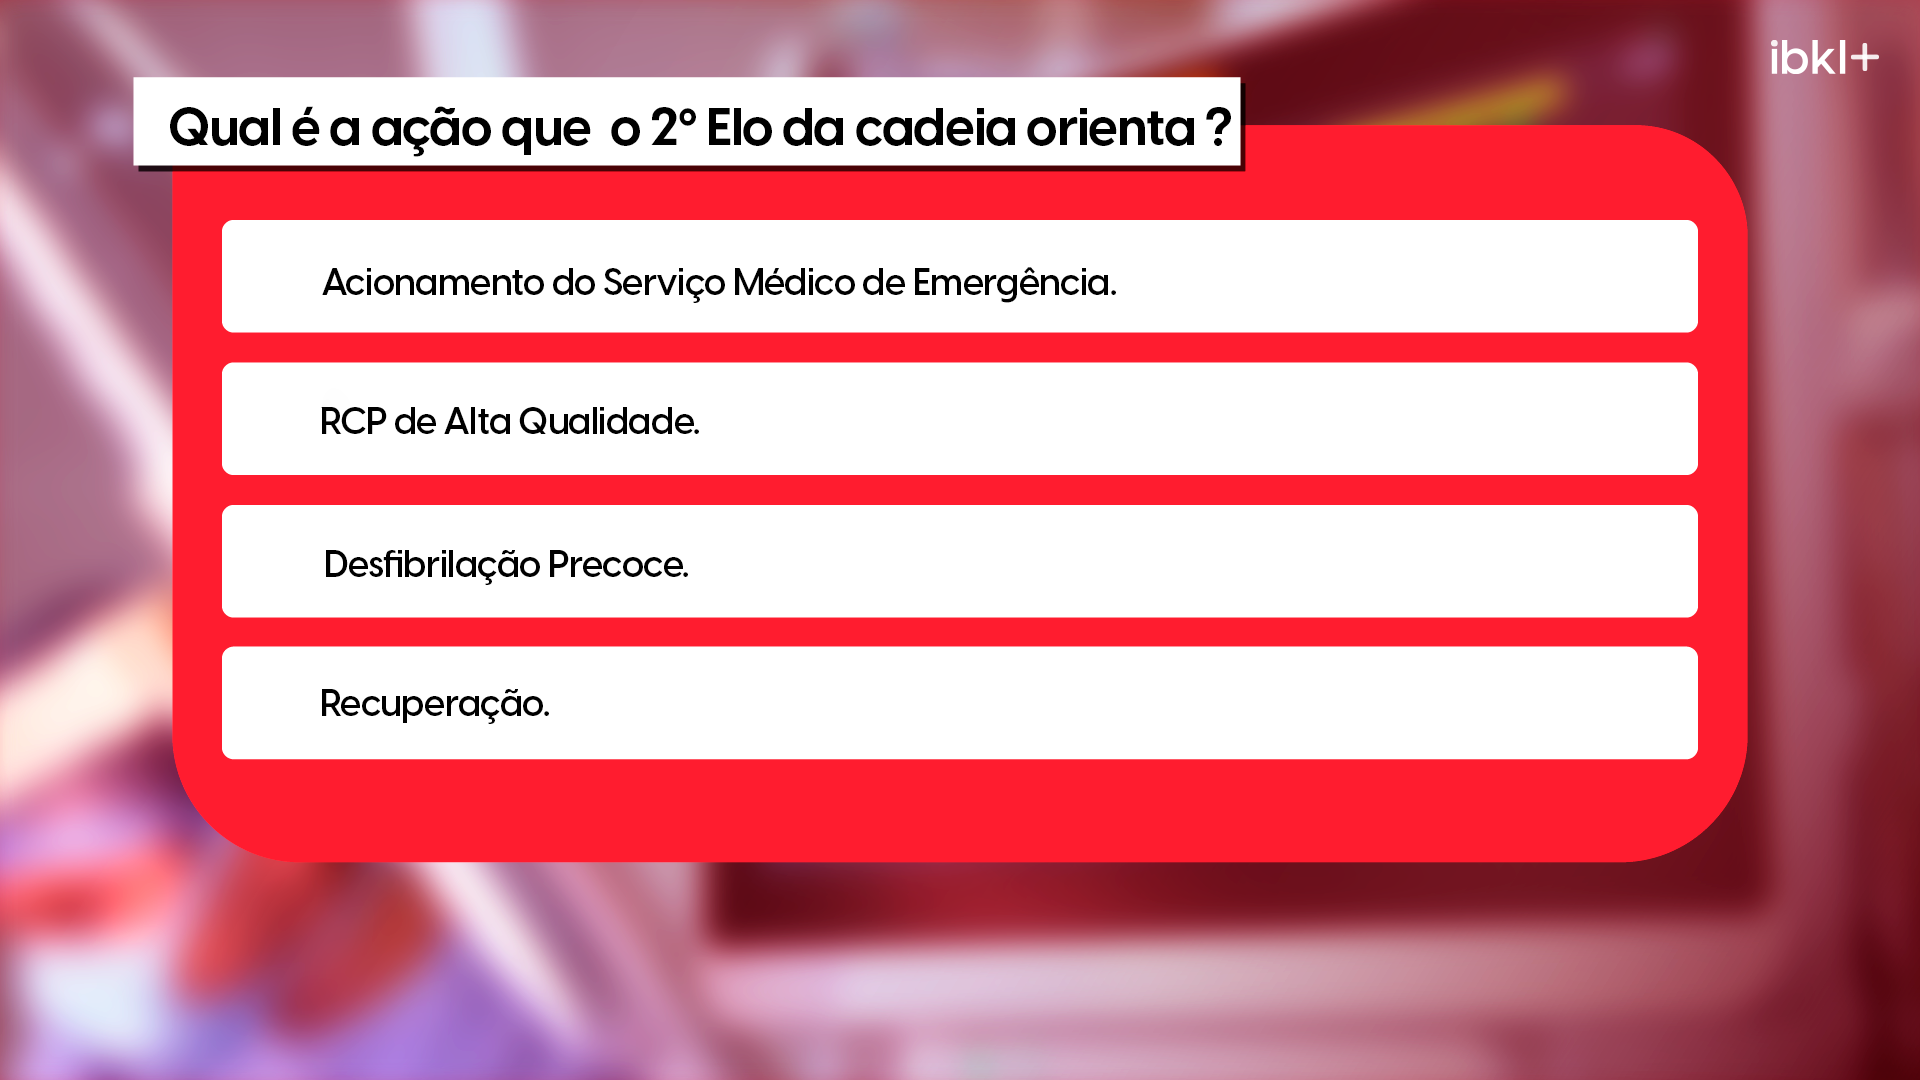 ibkl+
Qual é a ação que o 2° Elo da cadeia orienta ?
Acionamento do Serviço Médico de Emergência.
RCP de Alta Qualidade.
Desfibrilação Precoce.
Recuperação.